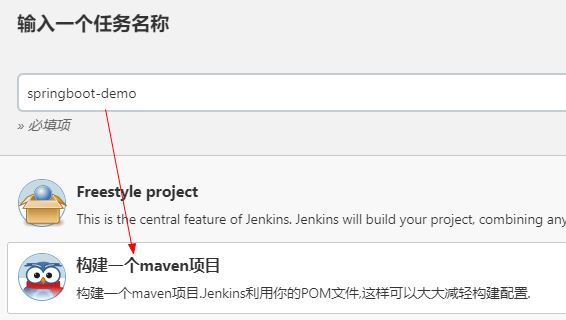 输入一个任务名称
springboot-demo
» 必填项
Freestyle project
This is the central feature of Jenkins. Jenkins will build your project, combining any
构建一个maven项目
构建一个maven项目.Jenkins利用你的POM文件,这样可以大大减轻构建配置.